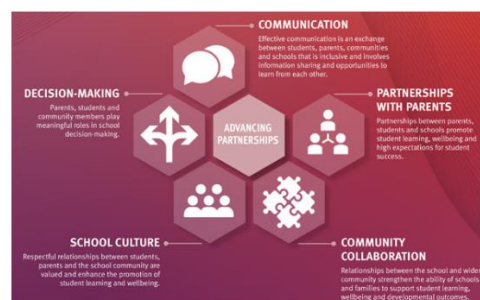 COMMUNICATION
Effective communication is an exchange
between students, parents, communities
and schools that is inclusive and involves
information sharing and opportunities to
learn from each other.
DECISION-MAKING
Parents, students and
community members play
meaningful roles in school
decision-making.
ADVANCING
PARTNERSHIPS
PARTNERSHIPS
WITH PARENTS
Partnerships between parents,
students and schools promote
student learning, wellbeing and
high expectations for student
success.
SCHOOL CULTURE
Respectful relationships between students,
parents and the school community are
valued and enhance the promotion of
student learning and wellbeing.
COMMUNITY
COLLABORATION
Relationships between the school and wider
community strengthen the ability of schools
and families to support student learning,
wellbeing and developmental outcomes.